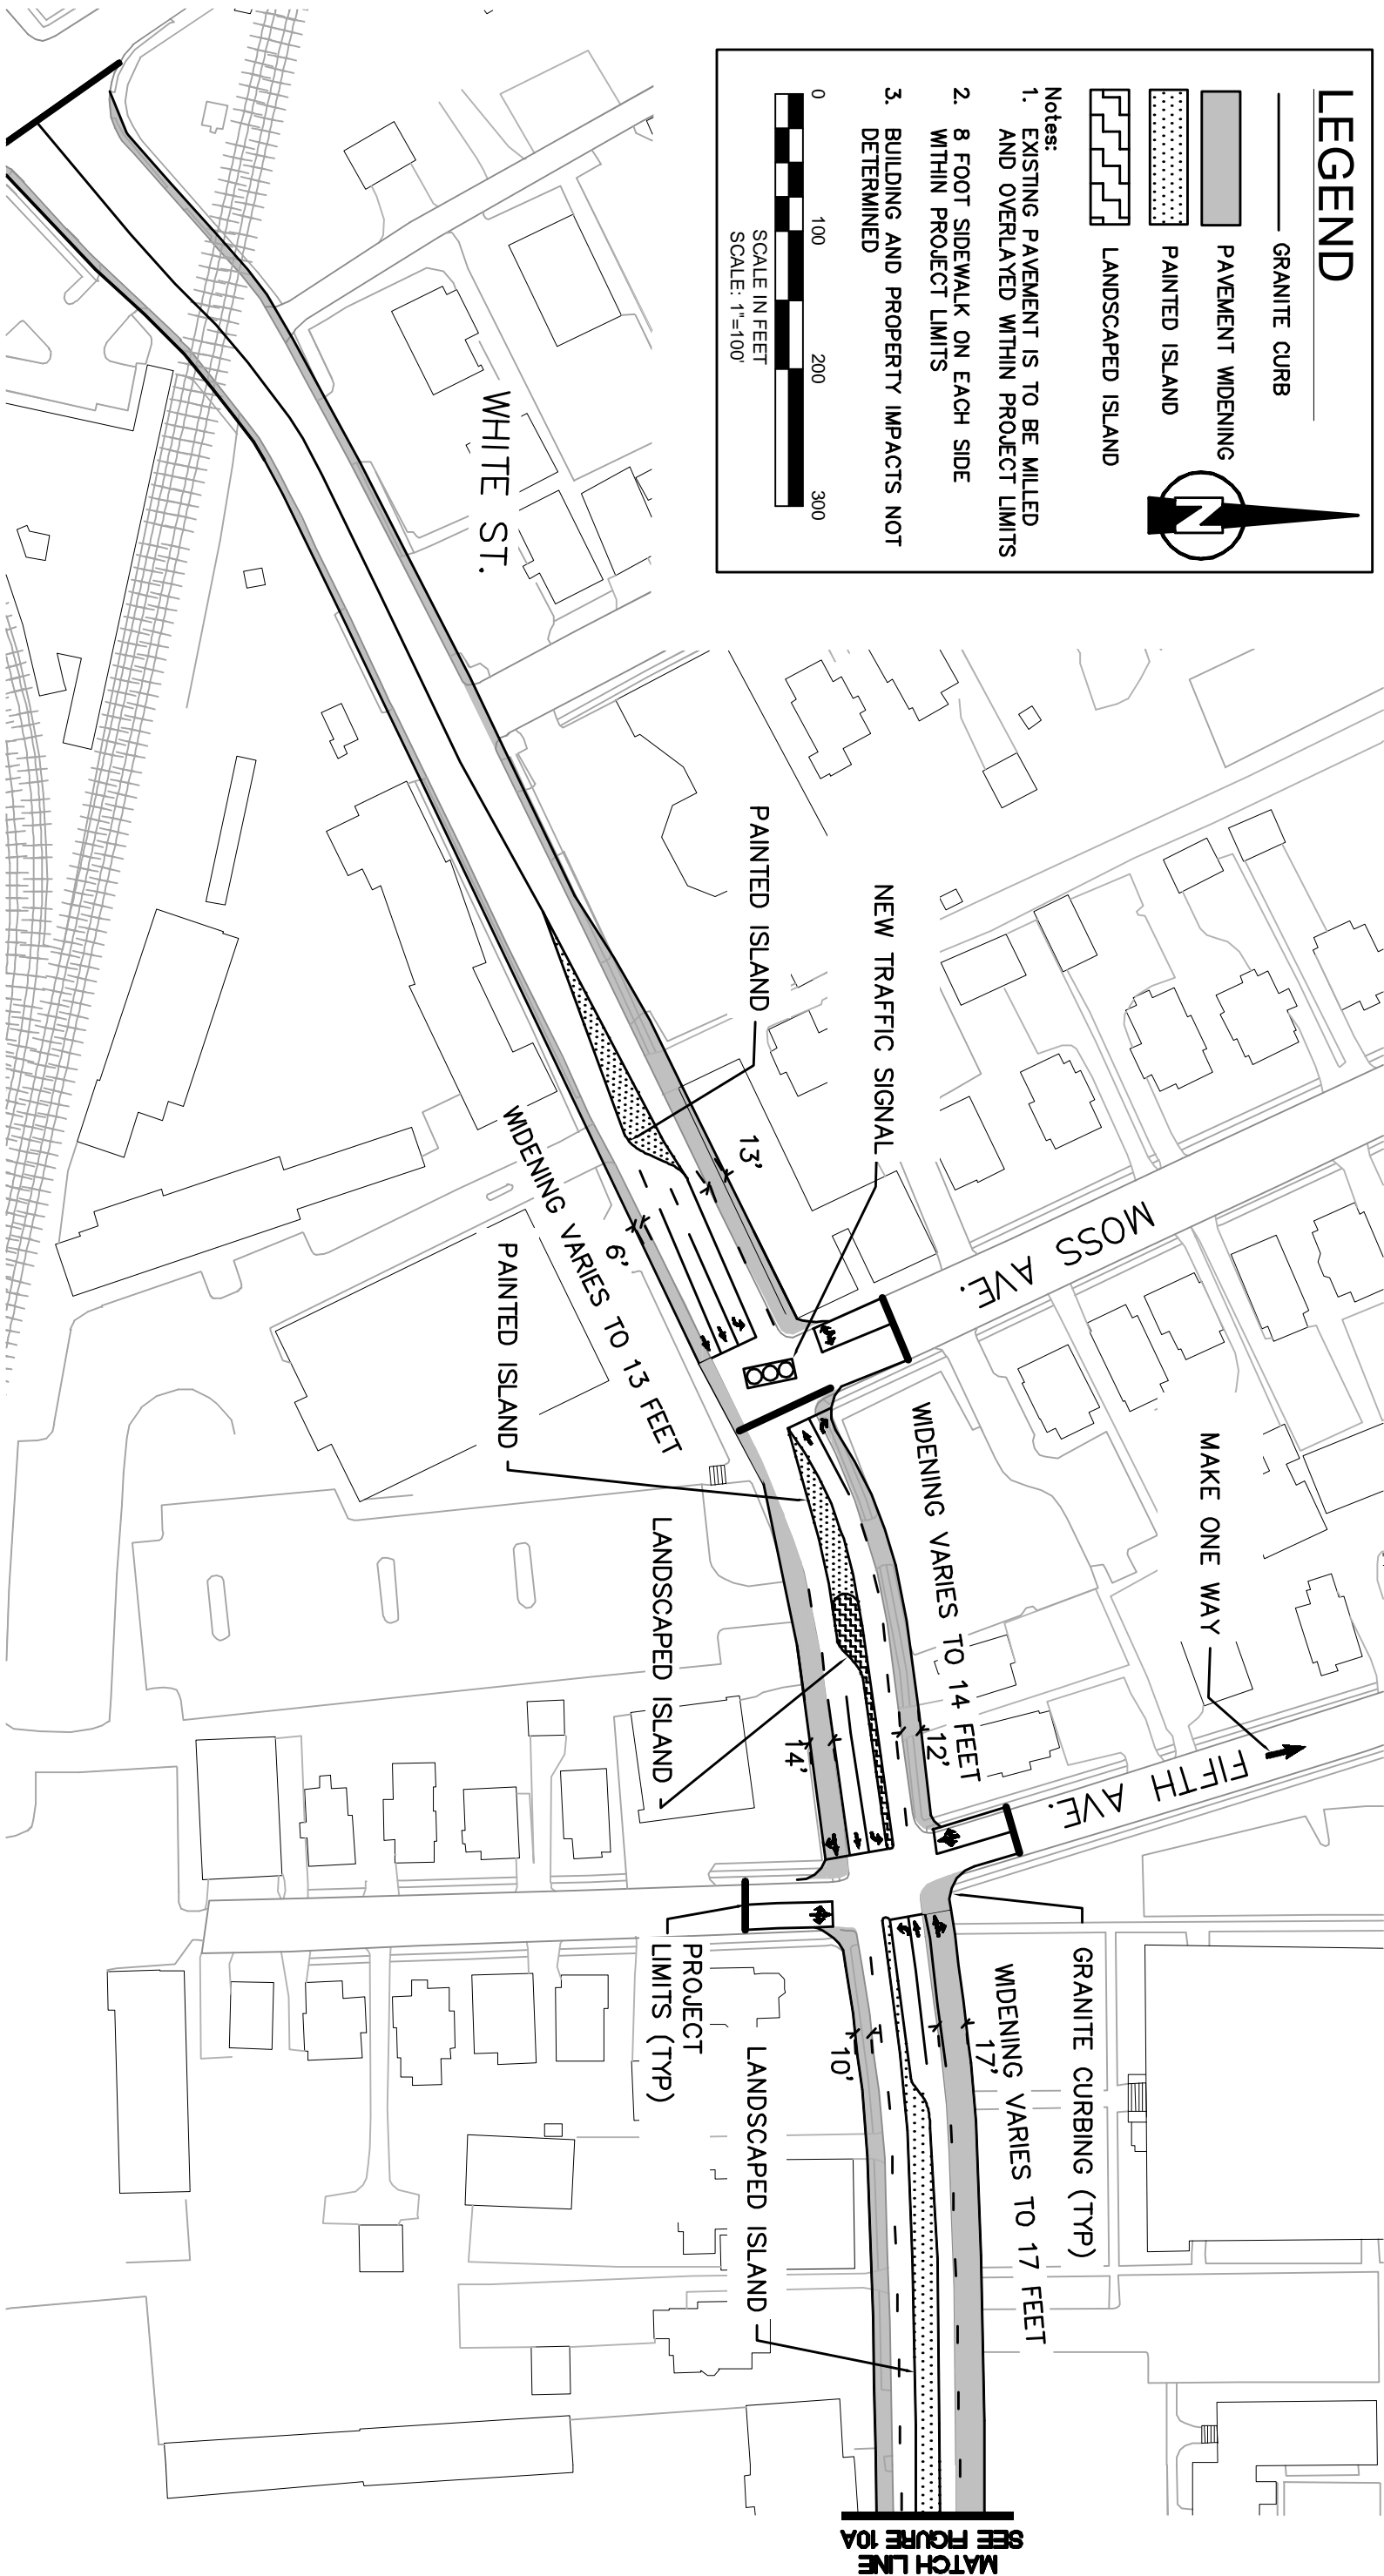 LEGEND
GRANITE CURB
PAVEMENT WIDENING
PAINTED ISLAND
LANDSCAPED ISLAND
N
Notes:
1. EXISTING PAVEMENT IS TO BE MILLED
AND OVERLAYED WITHIN PROJECT LIMITS
2. 8 FOOT SIDEWALK ON EACH SIDE
WITHIN PROJECT LIMITS
3. BUILDING AND PROPERTY IMPACTS NOT
DETERMINED
0 100 200 300
SCALE IN FEET
SCALE: 1"=100'
WHITE ST.
PAINTED ISLAND
NEW TRAFFIC SIGNAL
13'
MOSS AVE.
WIDENING VARIES TO 13 FEET
6'
PAINTED ISLAND
MAKE ONE WAY
WIDENING VARIES TO 14 FEET
12'
LANDSCAPED ISLAND
14'
FIFTH AVE.
GRANITE CURBING (TYP)
WIDENING VARIES TO 17 FEET
17'
PROJECT
LIMITS (TYP)
10'
LANDSCAPED ISLAND
MATCH LINE
SEE FIGURE 10A